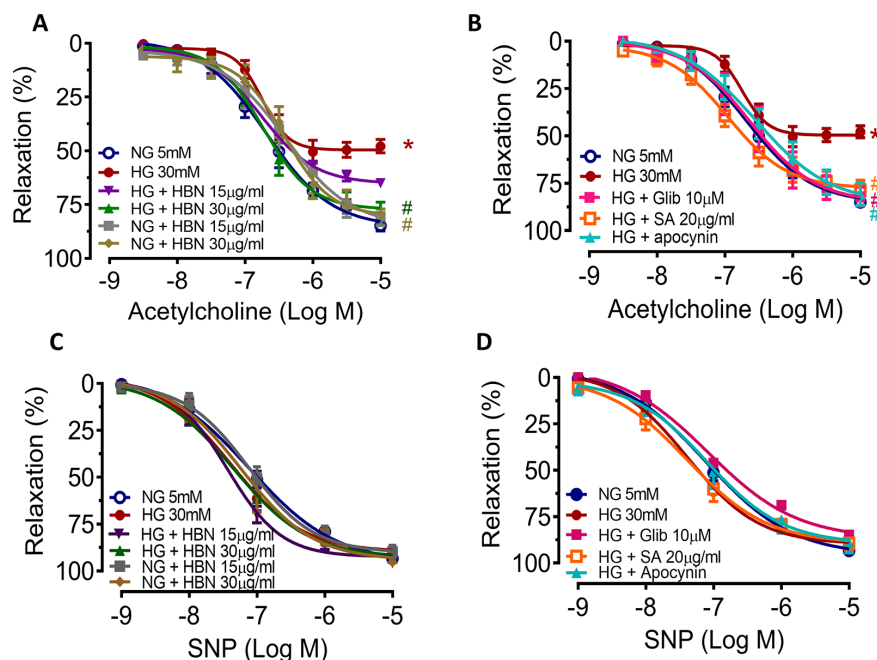 A
Relaxation (%)
0
25
50
75
100
NG 5mM
HG 30mM
HG + HBN 15µg/ml
HG + HBN 30µg/ml
NG + HBN 15µg/ml
NG + HBN 30µg/ml
*
#
#
-9 -8 -7 -6 -5
Acetylcholine (Log M)
B
Relaxation (%)
0
25
50
75
100
NG 5mM
HG 30mM
HG + Glib 10µM
HG + SA 20µg/ml
HG + apocynin
*
#
#
#
-9 -8 -7 -6 -5
Acetylcholine (Log M)
C
Relaxation (%)
0
25
50
75
100
NG 5mM
HG 30mM
HG + HBN 15µg/ml
HG + HBN 30µg/ml
NG + HBN 15µg/ml
NG + HBN 30µg/ml
-9 -8 -7 -6 -5
SNP (Log M)
D
Relaxation (%)
0
25
50
75
100
NG 5mM
HG 30mM
HG + Glib 10µM
HG + SA 20µg/ml
HG + Apocynin
-9 -8 -7 -6 -5
SNP (Log M)